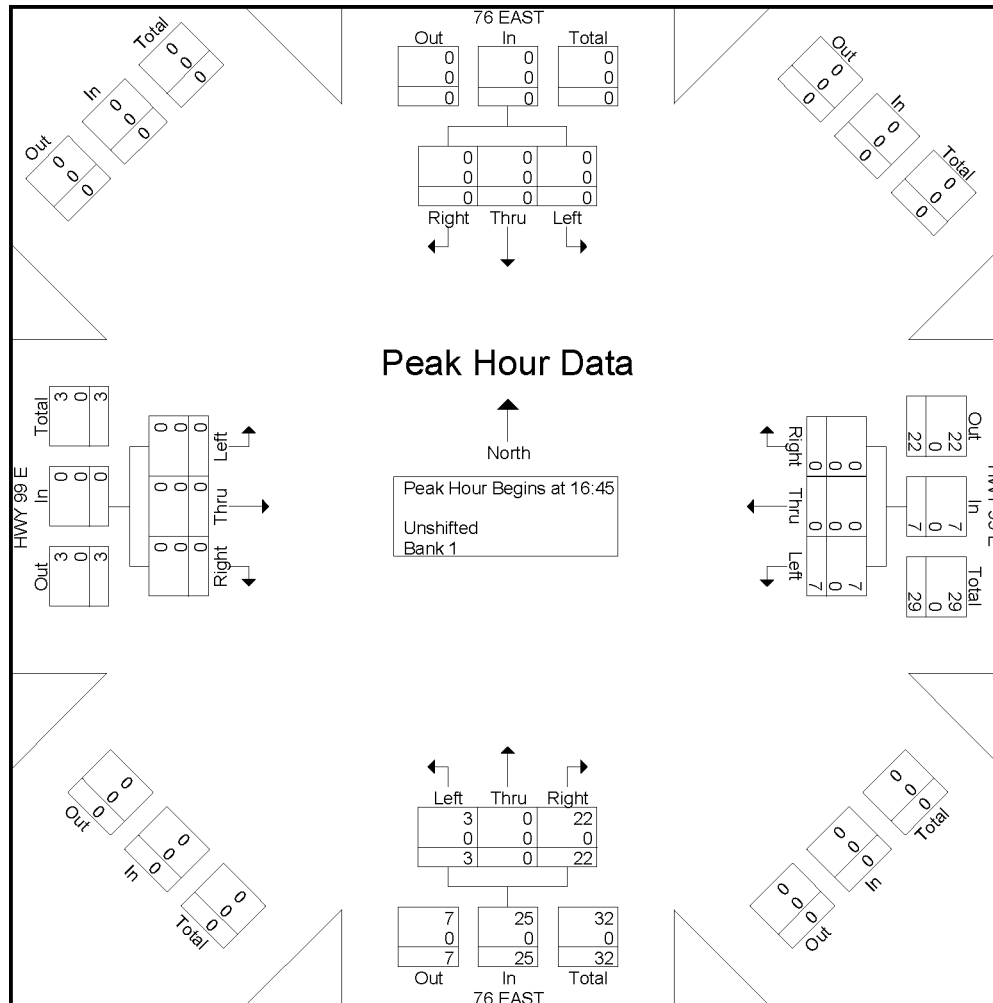 76 EAST
Out In Total
0 0 0
0 0 0
0 0 0
0 0 0
0 0 0
0 0 0
Right Thru Left
Out In Total
0 0 0
0 0 0
0 0 0
Out In Total
0 0 0
0 0 0
0 0 0
Peak Hour Data
North
Peak Hour Begins at 16:45
Unshifted
Bank 1
HWY 99 E
Out In Total
3 0 3
0 0 0
3 0 3
Right Thru Left
0 0 0
0 0 0
0 0 0
Right Thru Left
0 0 7
0 0 0
0 0 7
Out In Total
22 7 29
0 0 0
22 7 29
HWY 99 E
Left Thru Right
3 0 22
0 0 0
3 0 22
7 25 32
0 0 0
7 25 32
Out In Total
76 EAST
0 0 0
0 0 0
0 0 0
Out In Total
0 0 0
0 0 0
0 0 0
Out In Total